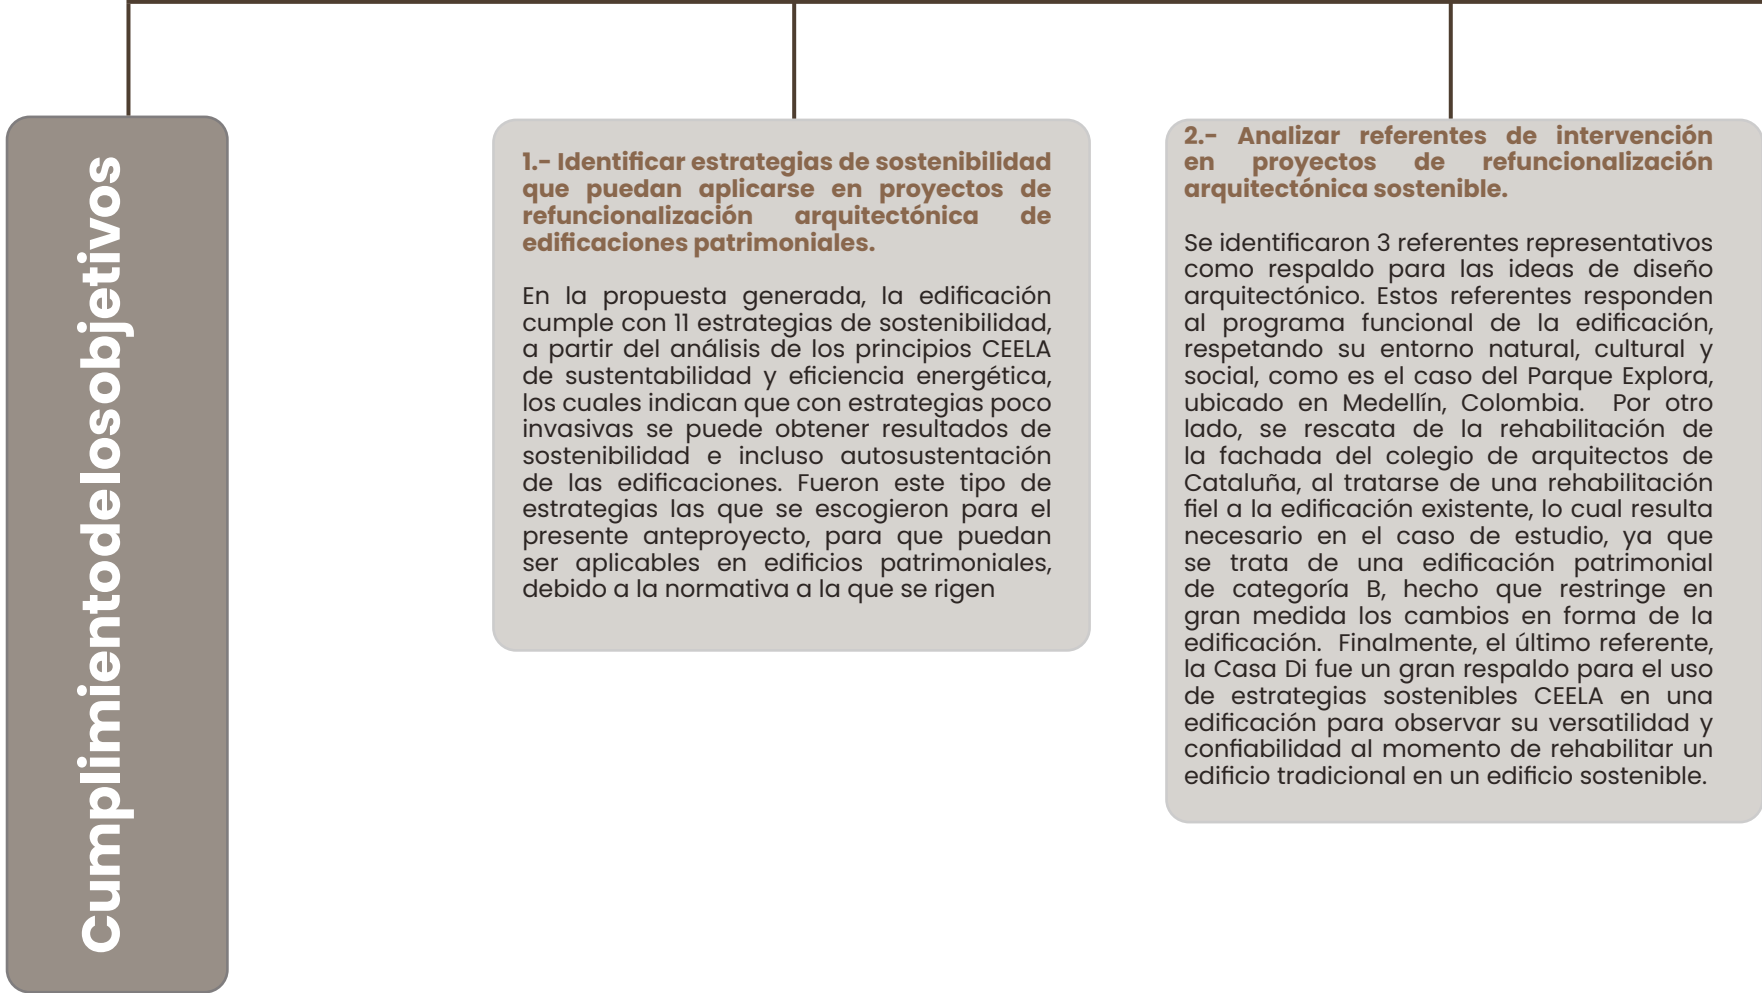 Cumplimientodelosobjetivos
1.- Identificar estrategias de sostenibilidad
que puedan aplicarse en proyectos de
refuncionalización arquitectónica de
edificaciones patrimoniales.
En la propuesta generada, la edificación
cumple con 11 estrategias de sostenibilidad,
a partir del análisis de los principios CEELA
de sustentabilidad y eficiencia energética,
los cuales indican que con estrategias poco
invasivas se puede obtener resultados de
sostenibilidad e incluso autosustentación
de las edificaciones. Fueron este tipo de
estrategias las que se escogieron para el
presente anteproyecto, para que puedan
ser aplicables en edificios patrimoniales,
debido a la normativa a la que se rigen
2.- Analizar referentes de intervención
en proyectos de refuncionalización
arquitectónica sostenible.
Se identificaron 3 referentes representativos
como respaldo para las ideas de diseño
arquitectónico. Estos referentes responden
al programa funcional de la edificación,
respetando su entorno natural, cultural y
social, como es el caso del Parque Explora,
ubicado en Medellín, Colombia. Por otro
lado, se rescata de la rehabilitación de
la fachada del colegio de arquitectos de
Cataluña, al tratarse de una rehabilitación
fiel a la edificación existente, lo cual resulta
necesario en el caso de estudio, ya que
se trata de una edificación patrimonial
de categoría B, hecho que restringe en
gran medida los cambios en forma de la
edificación. Finalmente, el último referente,
la Casa Di fue un gran respaldo para el uso
de estrategias sostenibles CEELA en una
edificación para observar su versatilidad y
confiabilidad al momento de rehabilitar un
edificio tradicional en un edificio sostenible.